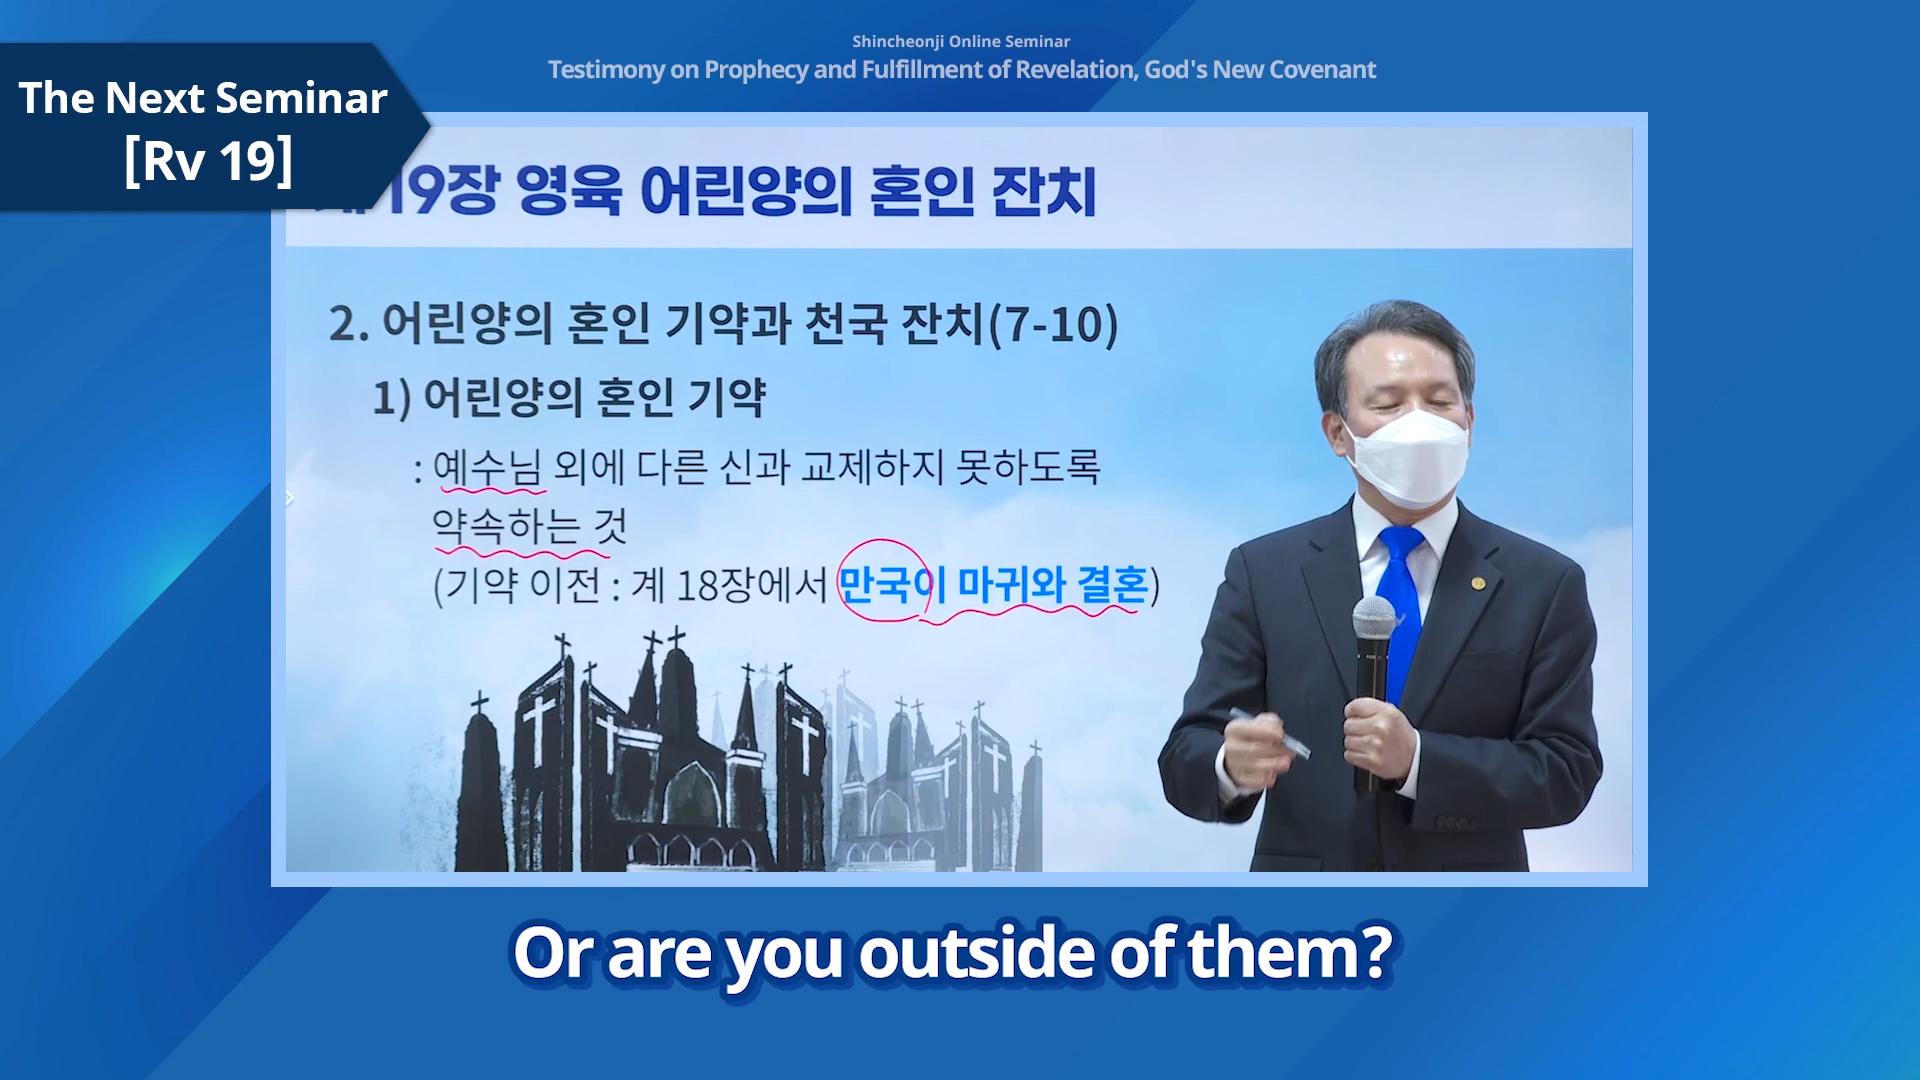 Shincheonji Online Seminar
Testimony on Prophecy and Fulfillment of Revelation, God's New Covenant
The Next Seminar
[Rv 19]
19장 영육 어린양의 혼인 잔치
2. 어린양의 혼인 기약과 천국 잔치(7-10)
1) 어린양의 혼인 기약
: 예수님 외에 다른 신과 교제하지 못하도록
약속하는 것
(기약 이전 : 계 18장에서 만국이 마귀와 결혼)
Or are you outside of them?